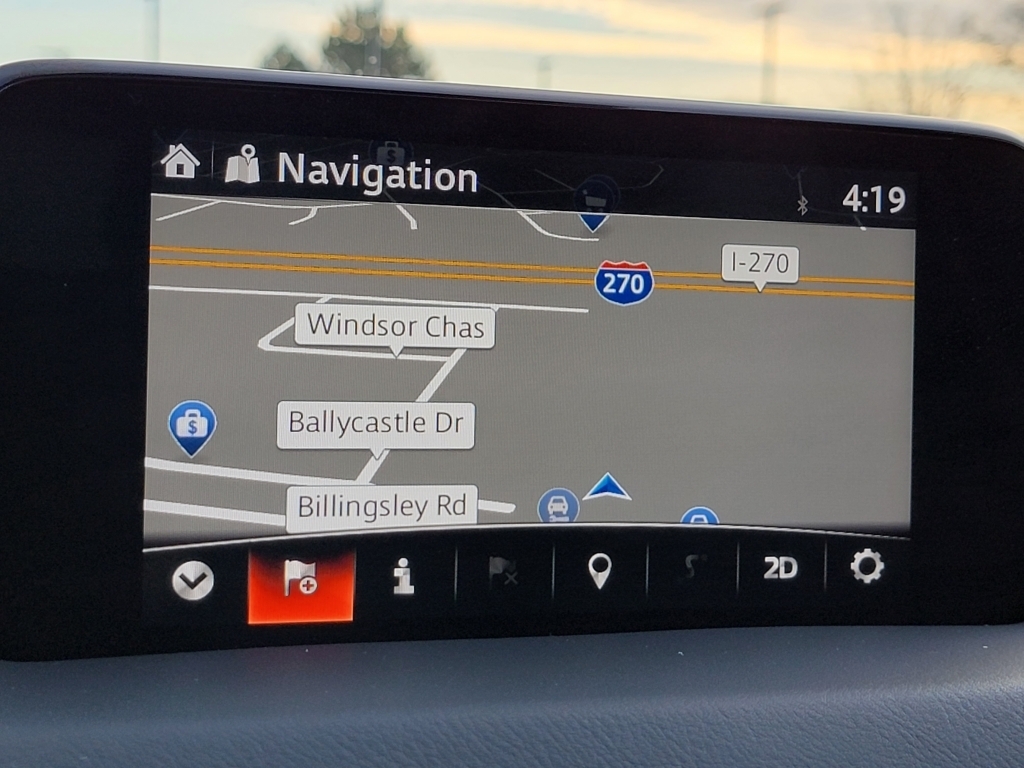 Navigation
4:19
I-270
270
Windsor Chas
Ballycastle Dr
Billingsley Rd
2D